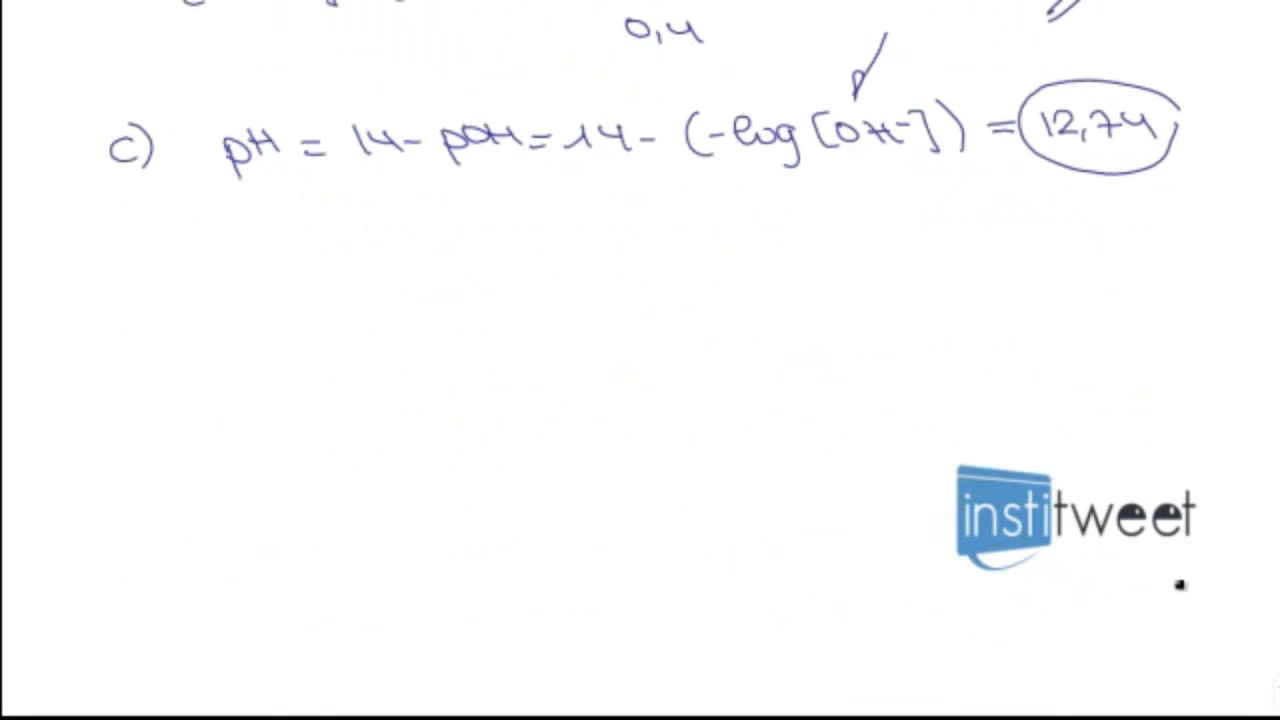 0,4
c) pH = 14 - pOH = 14 - (-log [OH-]) = 12,74
institweet